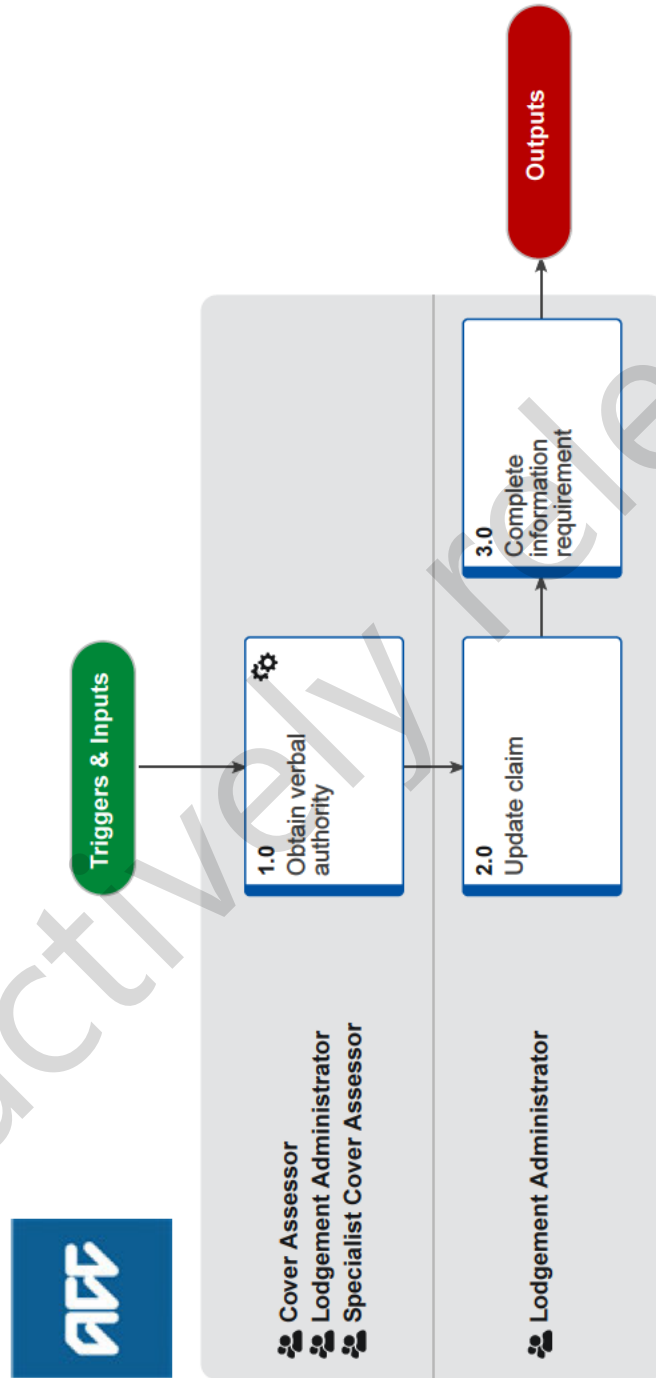 ACC
Triggers & Inputs
Cover Assessor
Lodgement Administrator
Specialist Cover Assessor
1.0
Obtain verbal
authority
Lodgement Administrator
2.0
Update claim
3.0
Complete
information
requirement
Outputs